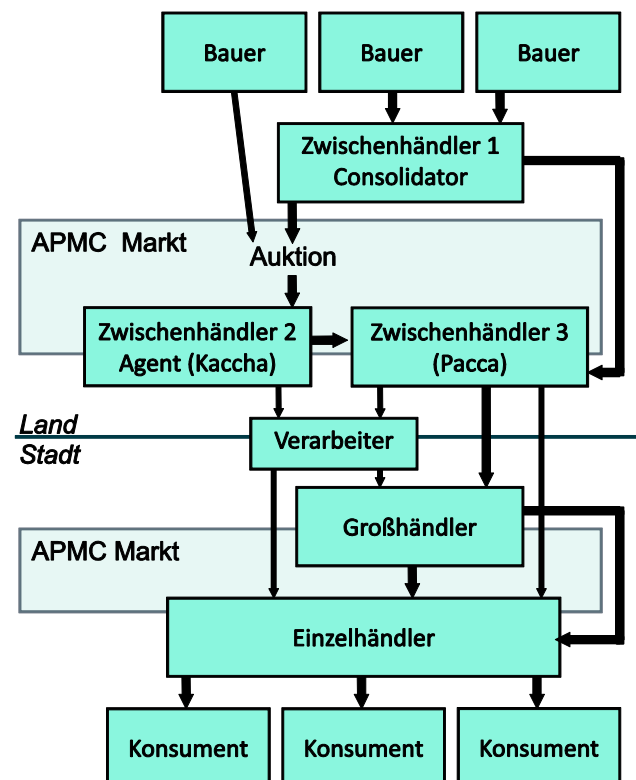 Bauer
Bauer
Bauer
Zwischenhändler 1
Consolidator
APMC Markt
Auktion
Zwischenhändler 2
Agent (Kaccha)
Zwischenhändler 3
(Pacca)
Land
Stadt
Verarbeiter
Großhändler
APMC Markt
Einzelhändler
Konsument
Konsument
Konsument